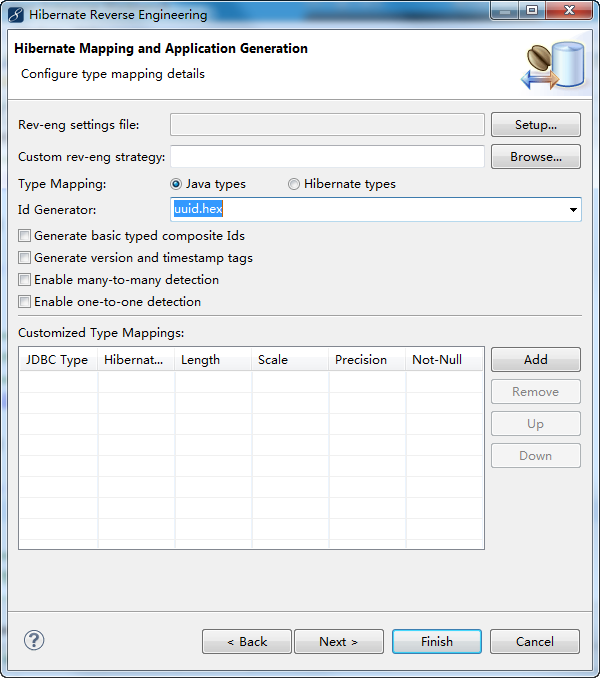 Hibernate Reverse Engineering
Hibernate Mapping and Application Generation
Configure type mapping details
Rev-eng settings file:
Setup...
Custom rev-eng strategy:
Browse...
Type Mapping:
Java types
Hibernate types
Id Generator:
uuid.hex
Generate basic typed composite Ids
Generate version and timestamp tags
Enable many-to-many detection
Enable one-to-one detection
Customized Type Mappings:
JDBC Type Hibernat... Length Scale Precision Not-Null
Add
Remove
Up
Down
?
< Back Next > Finish Cancel